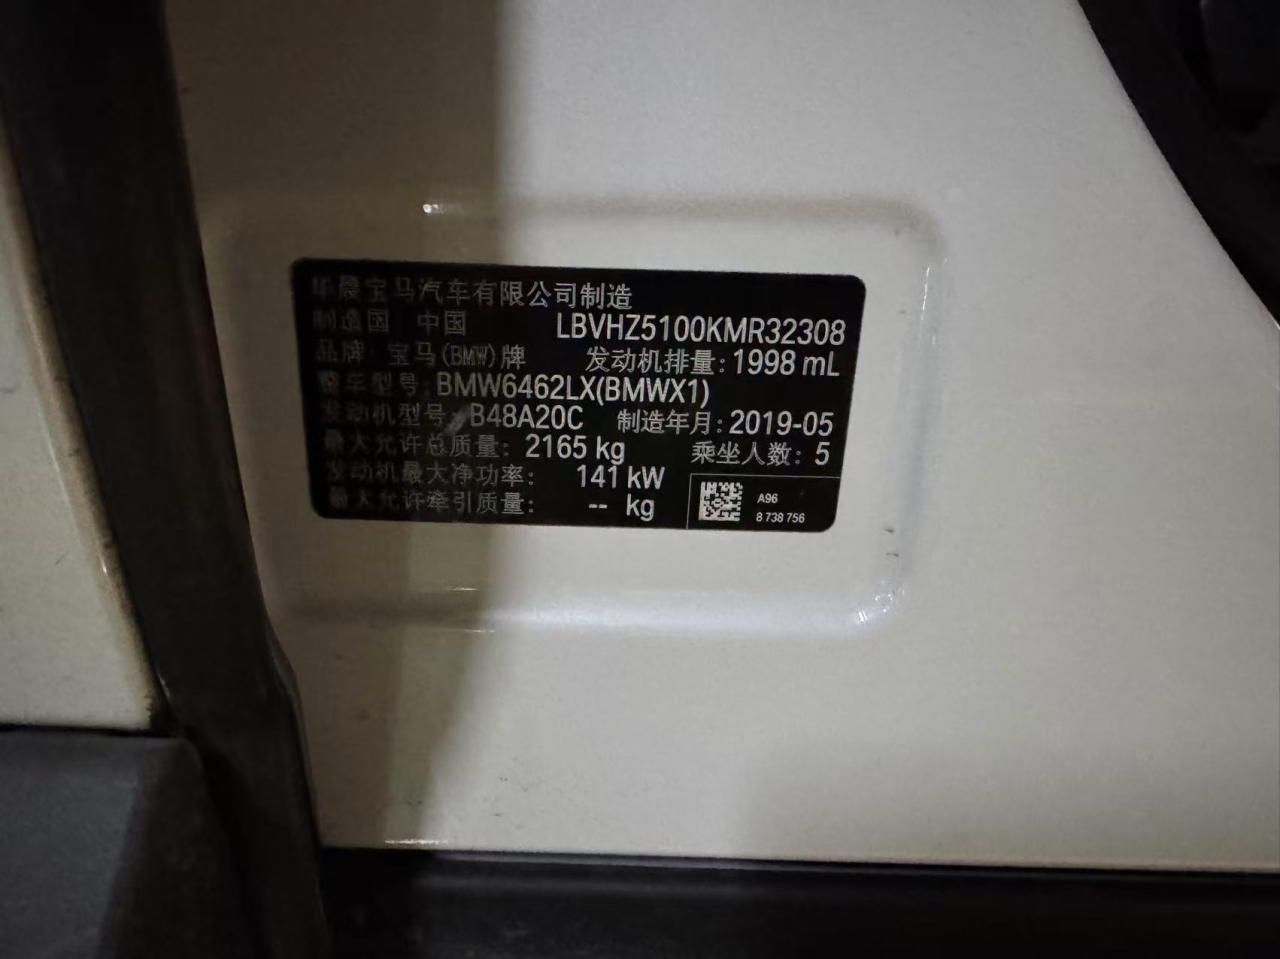 华晨宝马汽车有限公司制造
制造国 中国 LBVHZ5100KMR32308
品牌: 宝马(BMW)牌 发动机排量: 1998 mL
整车型号: BMW6462LX(BMWX1)
发动机型号: B48A20C 制造年月: 2019-05
最大允许总质量: 2165 kg 乘坐人数: 5
发动机最大净功率: 141 kW
最大允许牵引质量: -- kg
A96
8 738 756